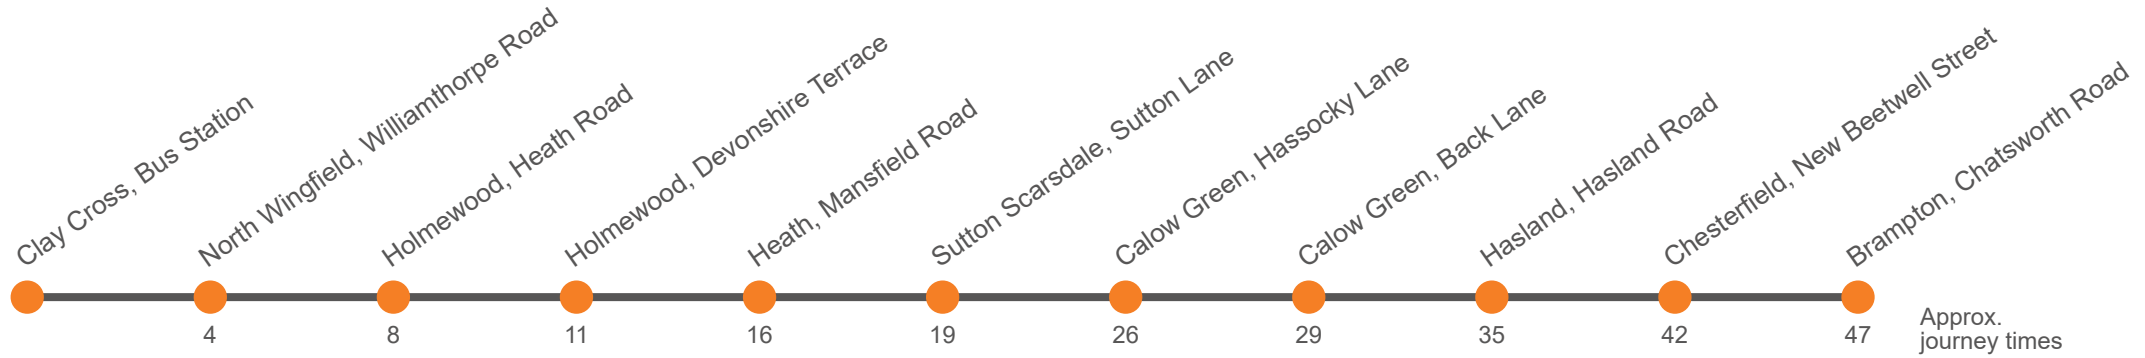 Clay Cross, Bus Station
North Wingfield, Williamthorpe Road
Holmewood, Heath Road
Holmewood, Devonshire Terrace
Heath, Mansfield Road
Sutton Scarsdale, Sutton Lane
Calow Green, Hassocky Lane
Calow Green, Back Lane
Hasland, Hasland Road
Chesterfield, New Beetwell Street
Brampton, Chatsworth Road
4 8 11 16 19 26 29 35 42 47
Approx.
journey times